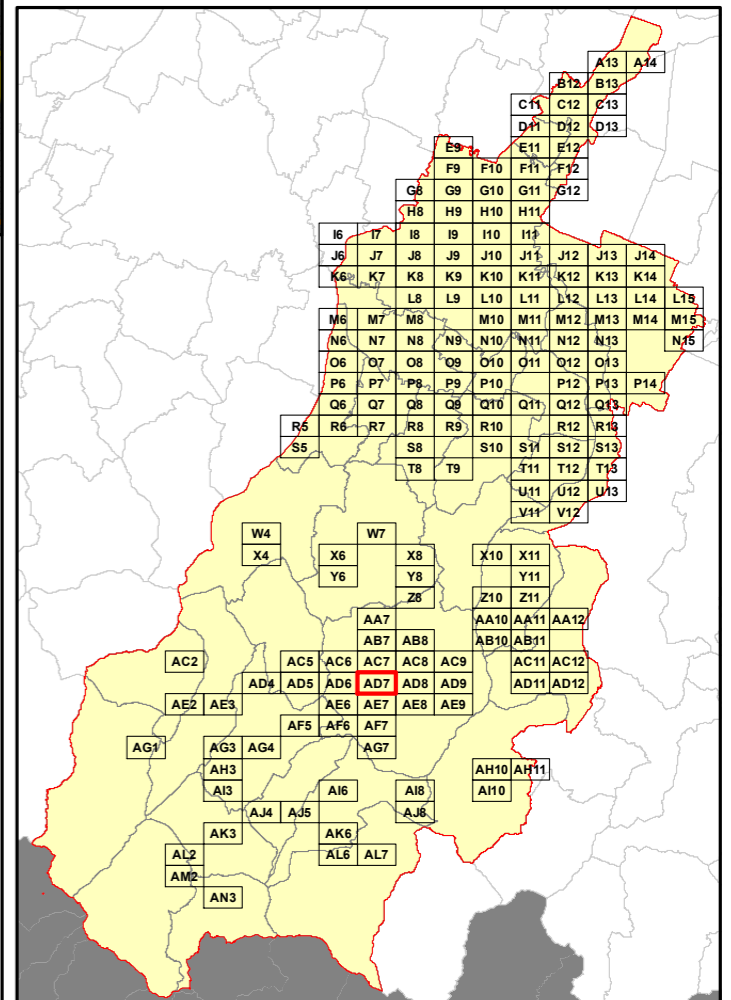 A13 A14
B12 B13
C11 C12 C13
D11 D12 D13
E9 E11 E12
F9 F10 F11 F12
G8 G9 G10 G11 G12
H8 H9 H10 H11
I6 I7 I8 I9 I10 I11
J6 J7 J8 J9 J10 J11 J12 J13 J14
K6 K7 K8 K9 K10 K11 K12 K13 K14
L8 L9 L10 L11 L12 L13 L14 L15
M6 M7 M8 M10 M11 M12 M13 M14 M15
N6 N7 N8 N9 N10 N11 N12 N13 N15
O6 O7 O8 O9 O10 O11 O12 O13
P6 P7 P8 P9 P10 P12 P13 P14
Q6 Q7 Q8 Q9 Q10 Q11 Q12 Q13
R5 R6 R7 R8 R9 R10 R12 R13
S5 S8 S10 S11 S12 S13
T8 T9 T11 T12 T13
U11 U12 U13
V11 V12
W4 W7
X4 X6 X8 X10 X11
Y6 Y8 Y11
Z8 Z10 Z11
AA7 AA10 AA11 AA12
AB7 AB8 AB10 AB11
AC2 AC5 AC6 AC7 AC8 AC9 AC11 AC12
AD4 AD5 AD6 AD7 AD8 AD9 AD11 AD12
AE2 AE3 AE6 AE7 AE8 AE9
AF5 AF6 AF7
AG1 AG3 AG4 AG7
AH3 AH10 AH11
AI3 AI6 AI8 AI10
AJ4 AJ5 AJ8
AK3 AK6
AL2 AL6 AL7
AM2
AN3